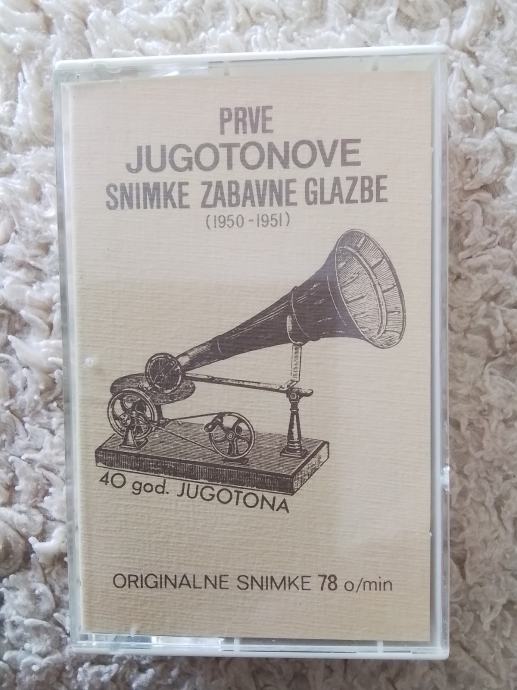 PRVE
JUGOTONOVE
SNIMKE ZABAVNE GLAZBE
(1950-1951)
40 god. JUGOTONA
ORIGINALNE SNIMKE 78 o/min